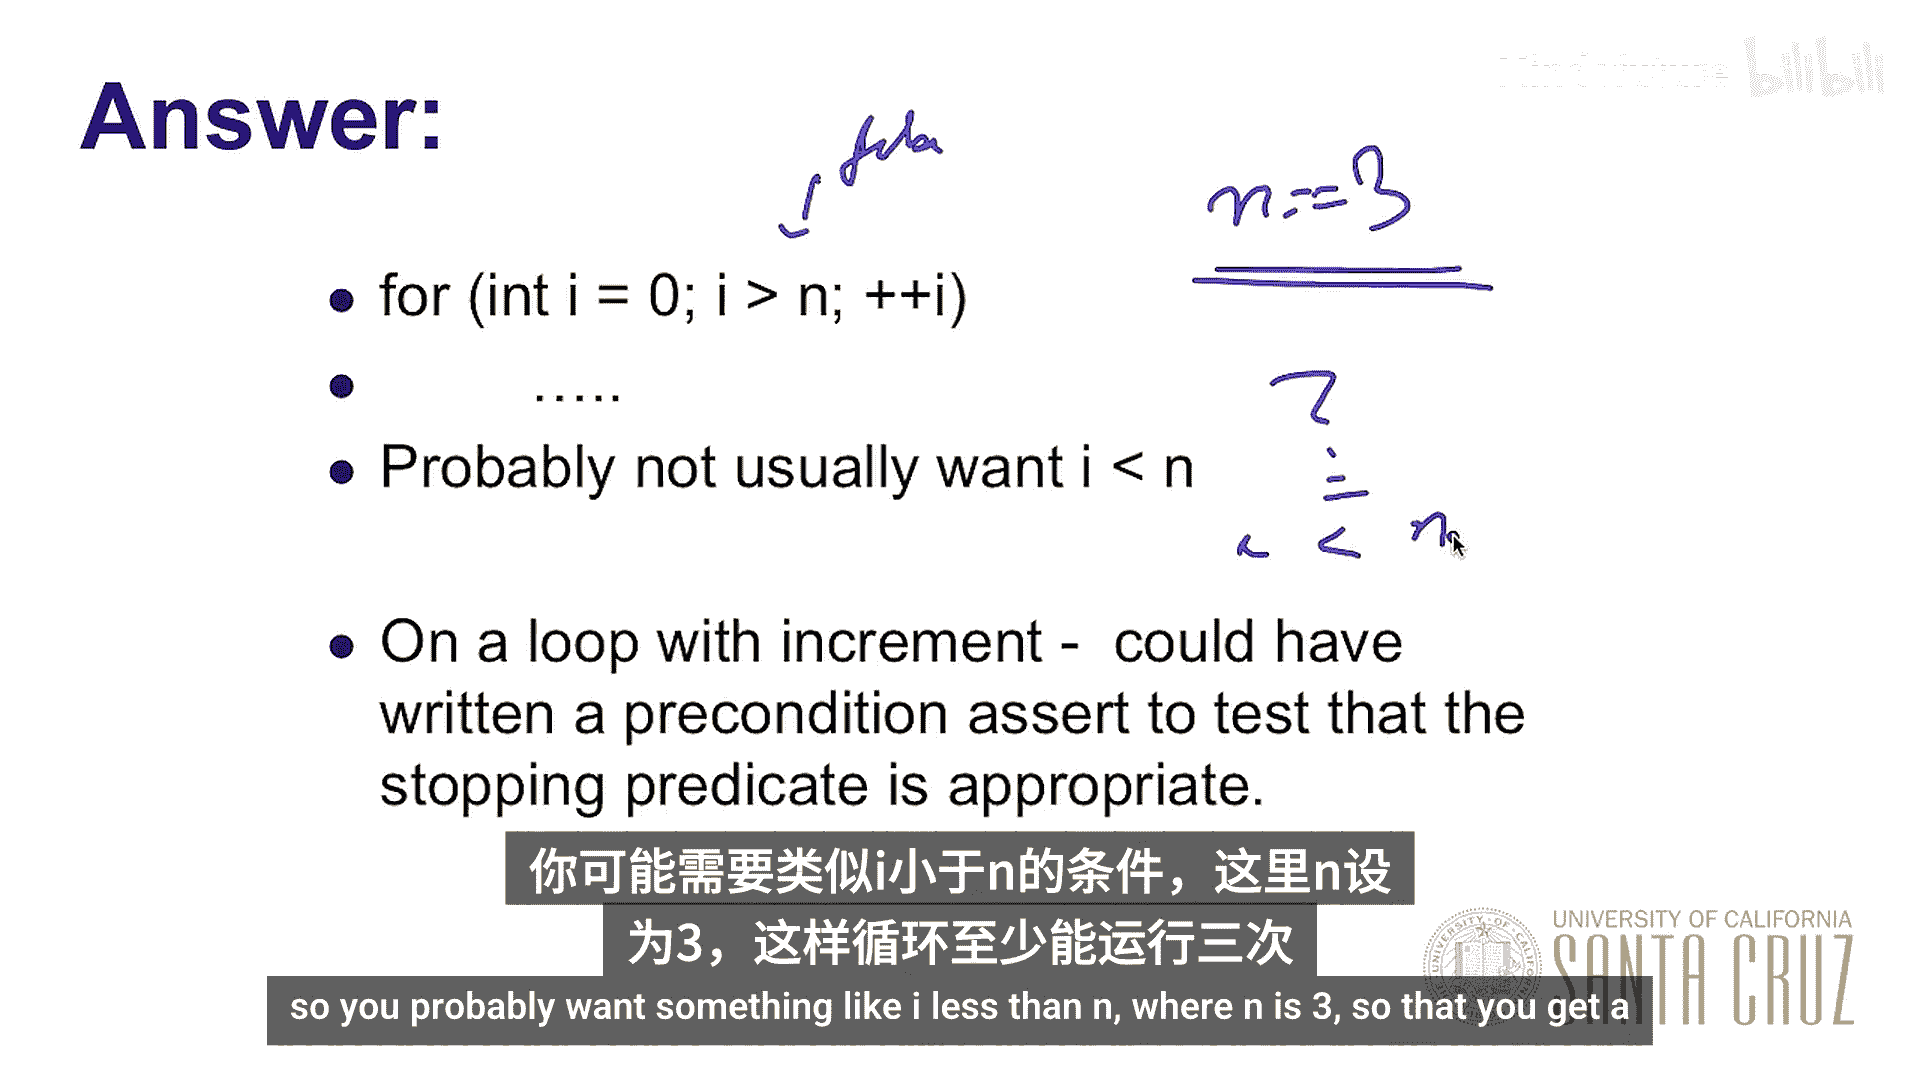 bilibili
Answer:
n==3
for (int i = 0; i > n; ++i)
.....
Probably not usually want i < n
i < n
On a loop with increment - could have
written a precondition assert to test that the
stopping predicate is appropriate.
你可能需要类似i小于n的条件，这里n设
为3，这样循环至少能运行三次
so you probably want something like i less than n, where n is 3, so that you get a
UNIVERSITY OF CALIFORNIA
SANTA CRUZ